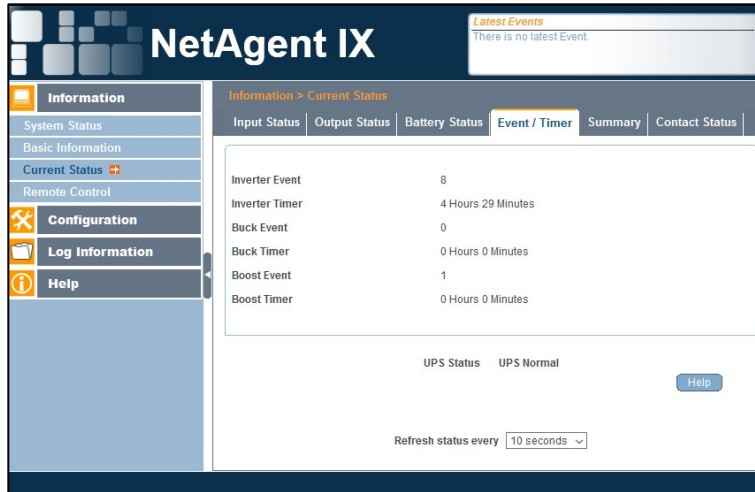 NetAgent IX
Latest Events
There is no latest Event.
Information
System Status
Basic Information
Current Status
Remote Control
Configuration
Log Information
Help
Information > Current Status
Input Status
Output Status
Battery Status
Event / Timer
Summary
Contact Status
Inverter Event 8
Inverter Timer 4 Hours 29 Minutes
Buck Event 0
Buck Timer 0 Hours 0 Minutes
Boost Event 1
Boost Timer 0 Hours 0 Minutes
UPS Status UPS Normal
Help
Refresh status every 10 seconds